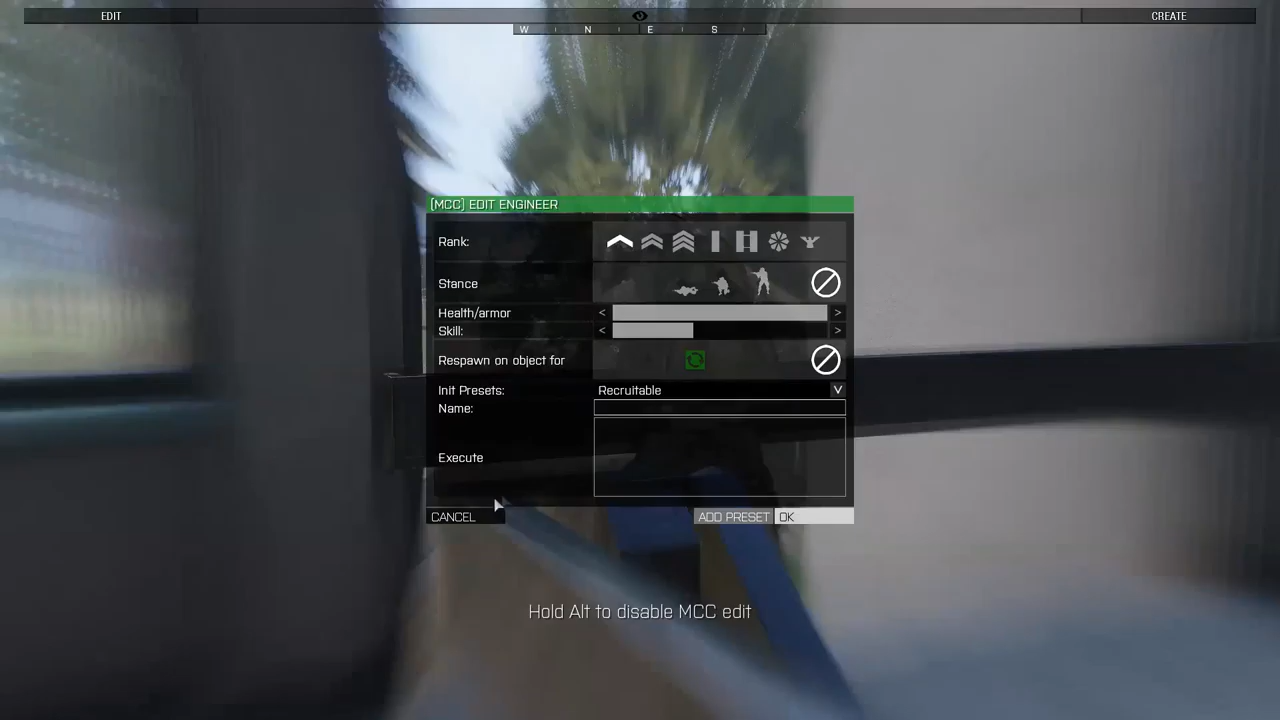 EDIT
CREATE
W N E S
(MCC) EDIT ENGINEER
Rank:
Stance
Health/armor < >
Skill: < >
Respawn on object for
Init Presets: Recruitable V
Name:
Execute
CANCEL ADD PRESET OK
Hold Alt to disable MCC edit